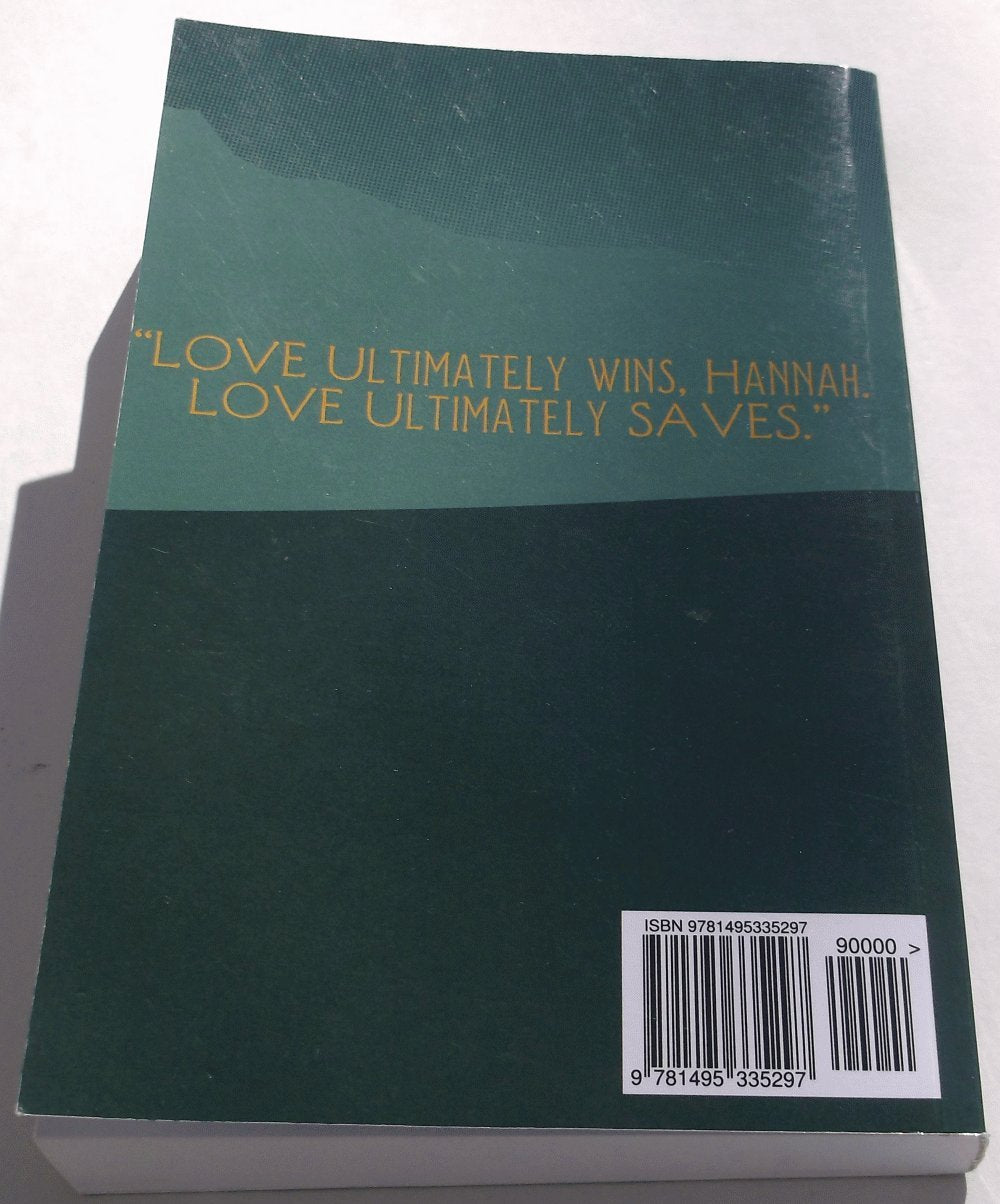 “LOVE ULTIMATELY WINS, HANNAH.
LOVE ULTIMATELY SAVES.”
ISBN 9781495335297
90000 >
9 781495 335297